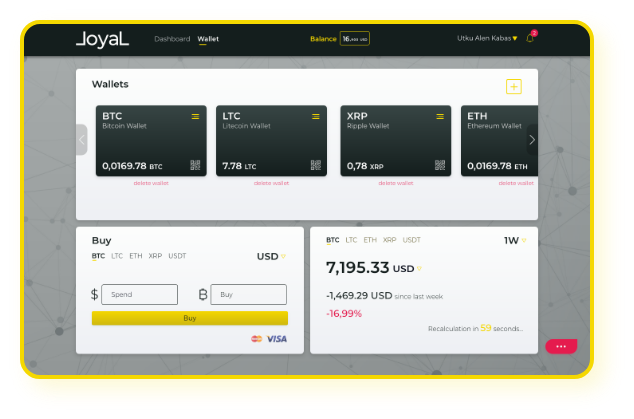 Joyal Dashboard Wallet Balance 16,493 USD Utku Alen Kabas 2
Wallets
BTC LTC XRP ETH
Bitcoin Wallet Litecoin Wallet Ripple Wallet Ethereum Wallet
0,0169.78 BTC 7.78 LTC 0,78 XRP 0,0169.78 ETH
delete wallet delete wallet delete wallet delete wallet
Buy
BTC LTC ETH XRP USDT USD
$ Spend ₿ Buy
Buy
VISA
BTC LTC ETH XRP USDT 1W
7,195.33 USD
-1,469.29 USD since last week
-16,99%
Recalculation in 59 seconds..